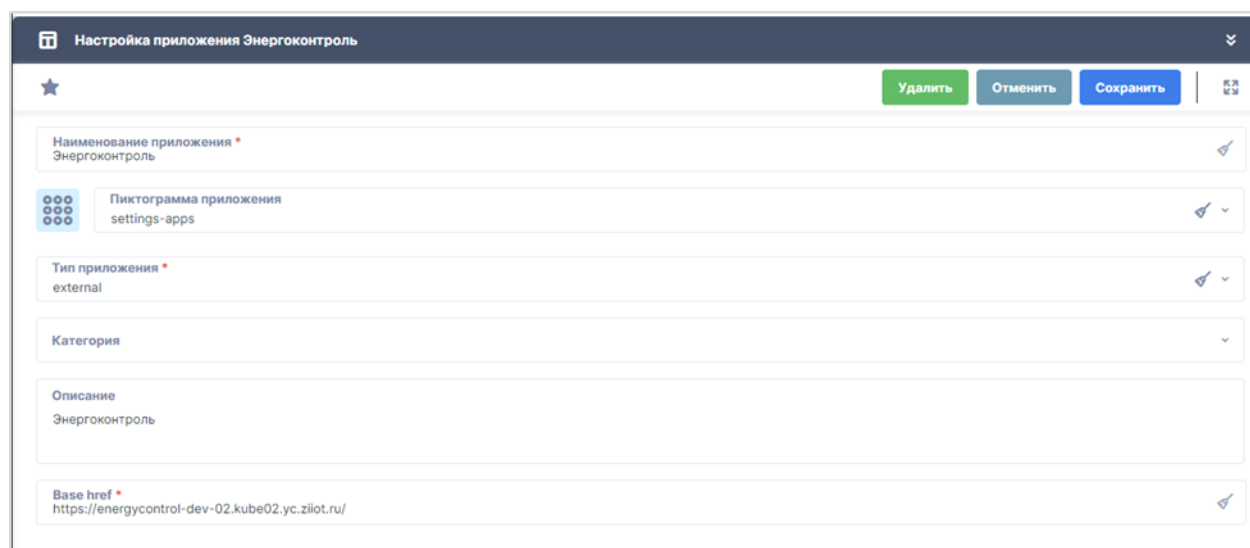 Настройка приложения Энергоконтроль
Удалить Отменить Сохранить
Наименование приложения *
Энергоконтроль
Пиктограмма приложения
settings-apps
Тип приложения *
external
Категория
Описание
Энергоконтроль
Base href *
https://energycontrol-dev-02.kube02.yc.ziiot.ru/